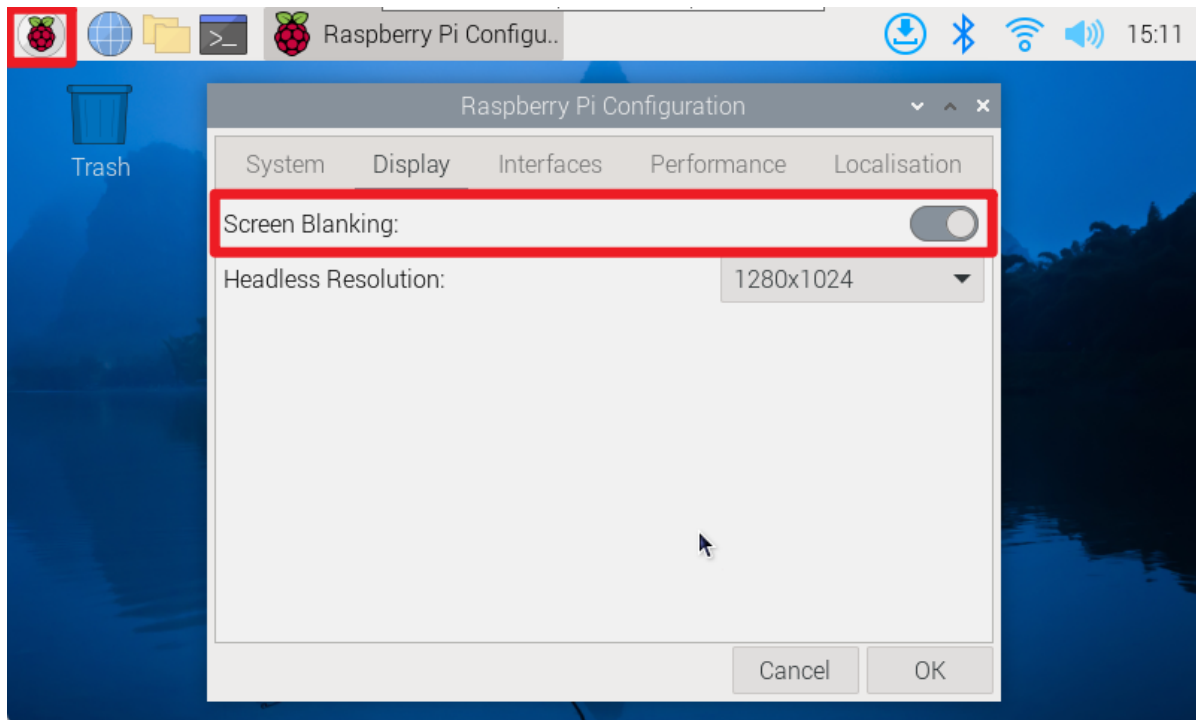 >_ Raspberry Pi Configu.. 15:11
Trash
Raspberry Pi Configuration
System Display Interfaces Performance Localisation
Screen Blanking:
Headless Resolution: 1280x1024
Cancel OK